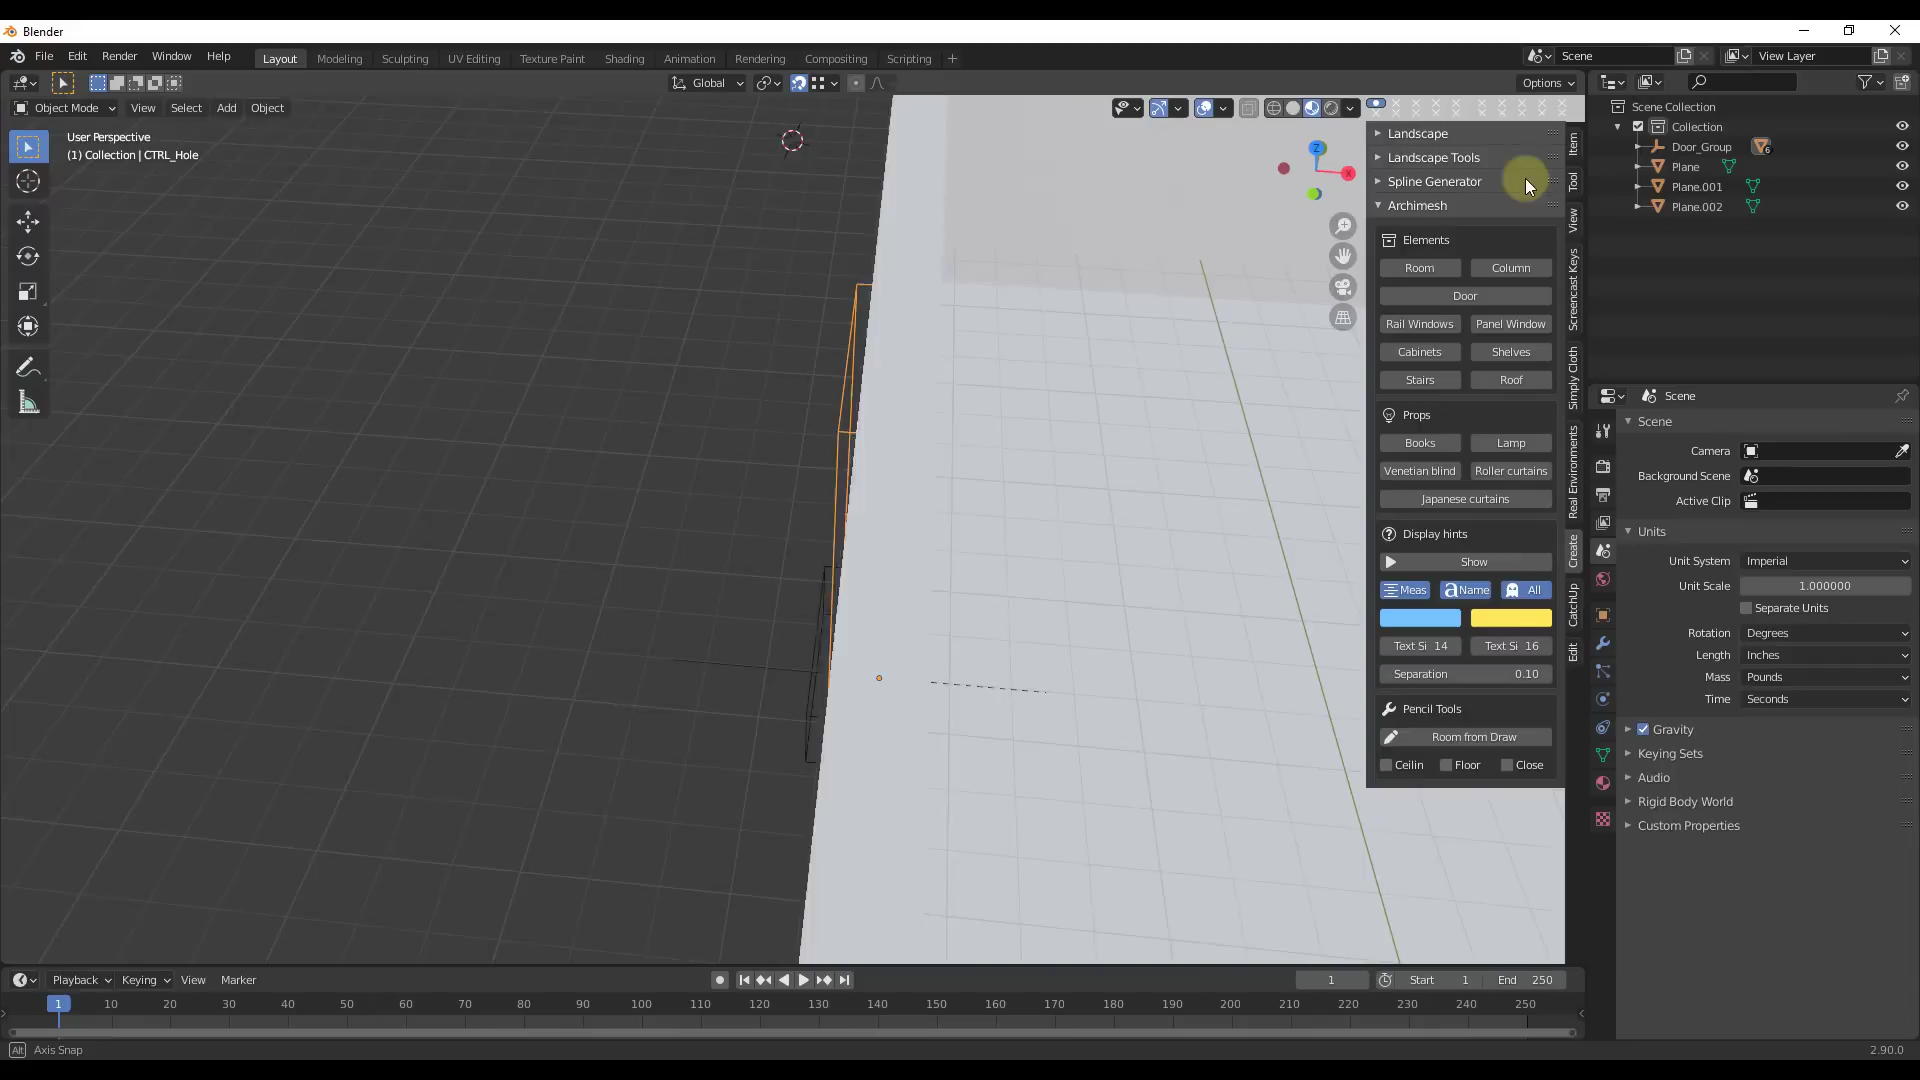 Blender
File Edit Render Window Help Layout Modeling Sculpting UV Editing Texture Paint Shading Animation Rendering Compositing Scripting + Scene View Layer
Global Options
Object Mode View Select Add Object
User Perspective
(1) Collection | CTRL_Hole
Z
X
Landscape
Landscape Tools
Spline Generator
Archimesh
Elements
Room Column
Door
Rail Windows Panel Window
Cabinets Shelves
Stairs Roof
Props
Books Lamp
Venetian blind Roller curtains
Japanese curtains
Display hints
Show
Meas aName All
Text Si 14 Text Si 16
Separation 0.10
Pencil Tools
Room from Draw
Ceilin Floor Close
Item
Tool
View
Screencast Keys
Simply Cloth
Real Environments
Create
CatchUp
Edit
Scene Collection
Collection
Door_Group 6
Plane
Plane.001
Plane.002
Scene
Scene
Camera
Background Scene
Active Clip
Units
Unit System Imperial
Unit Scale 1.000000
Separate Units
Rotation Degrees
Length Inches
Mass Pounds
Time Seconds
Gravity
Keying Sets
Audio
Rigid Body World
Custom Properties
Playback Keying View Marker 1 Start 1 End 250
1 10 20 30 40 50 60 70 80 90 100 110 120 130 140 150 160 170 180 190 200 210 220 230 240 250
Alt Axis Snap 2.90.0